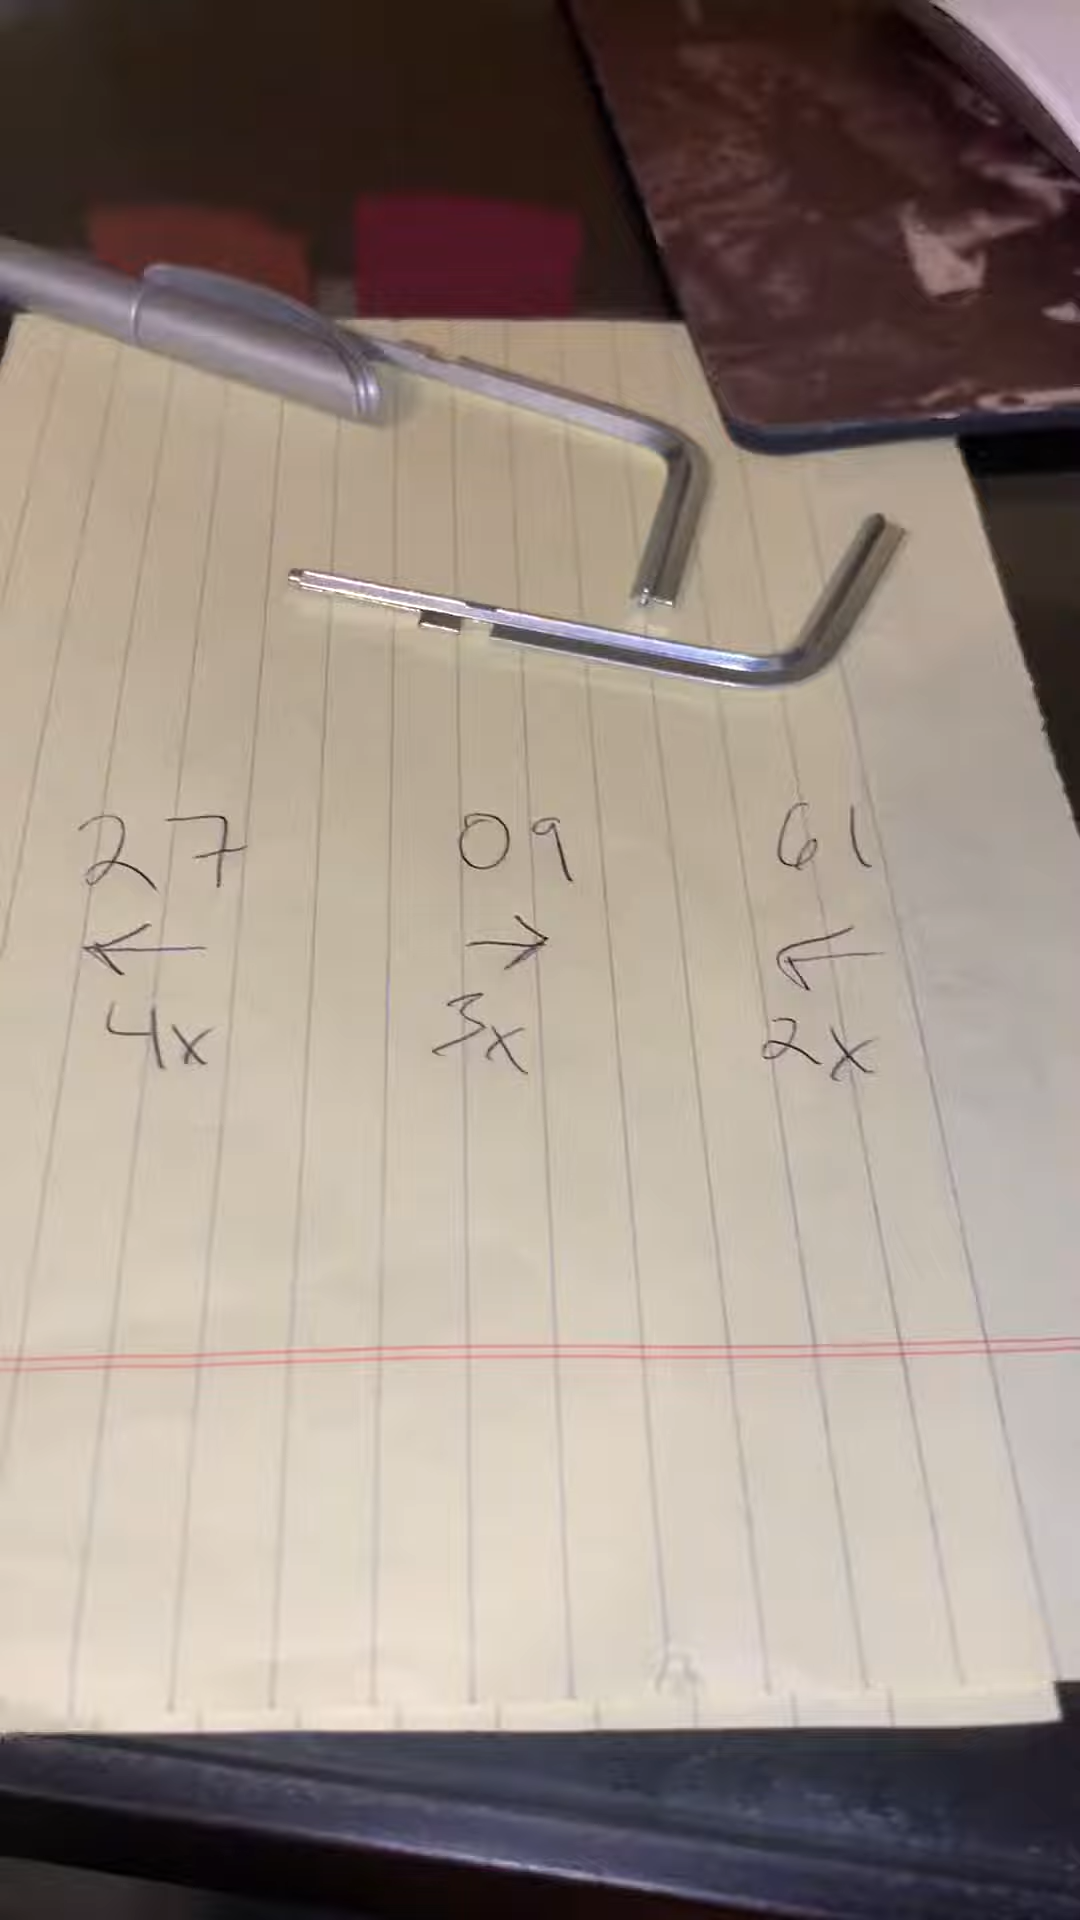 27 09 61
← → ←
4x 3x 2x